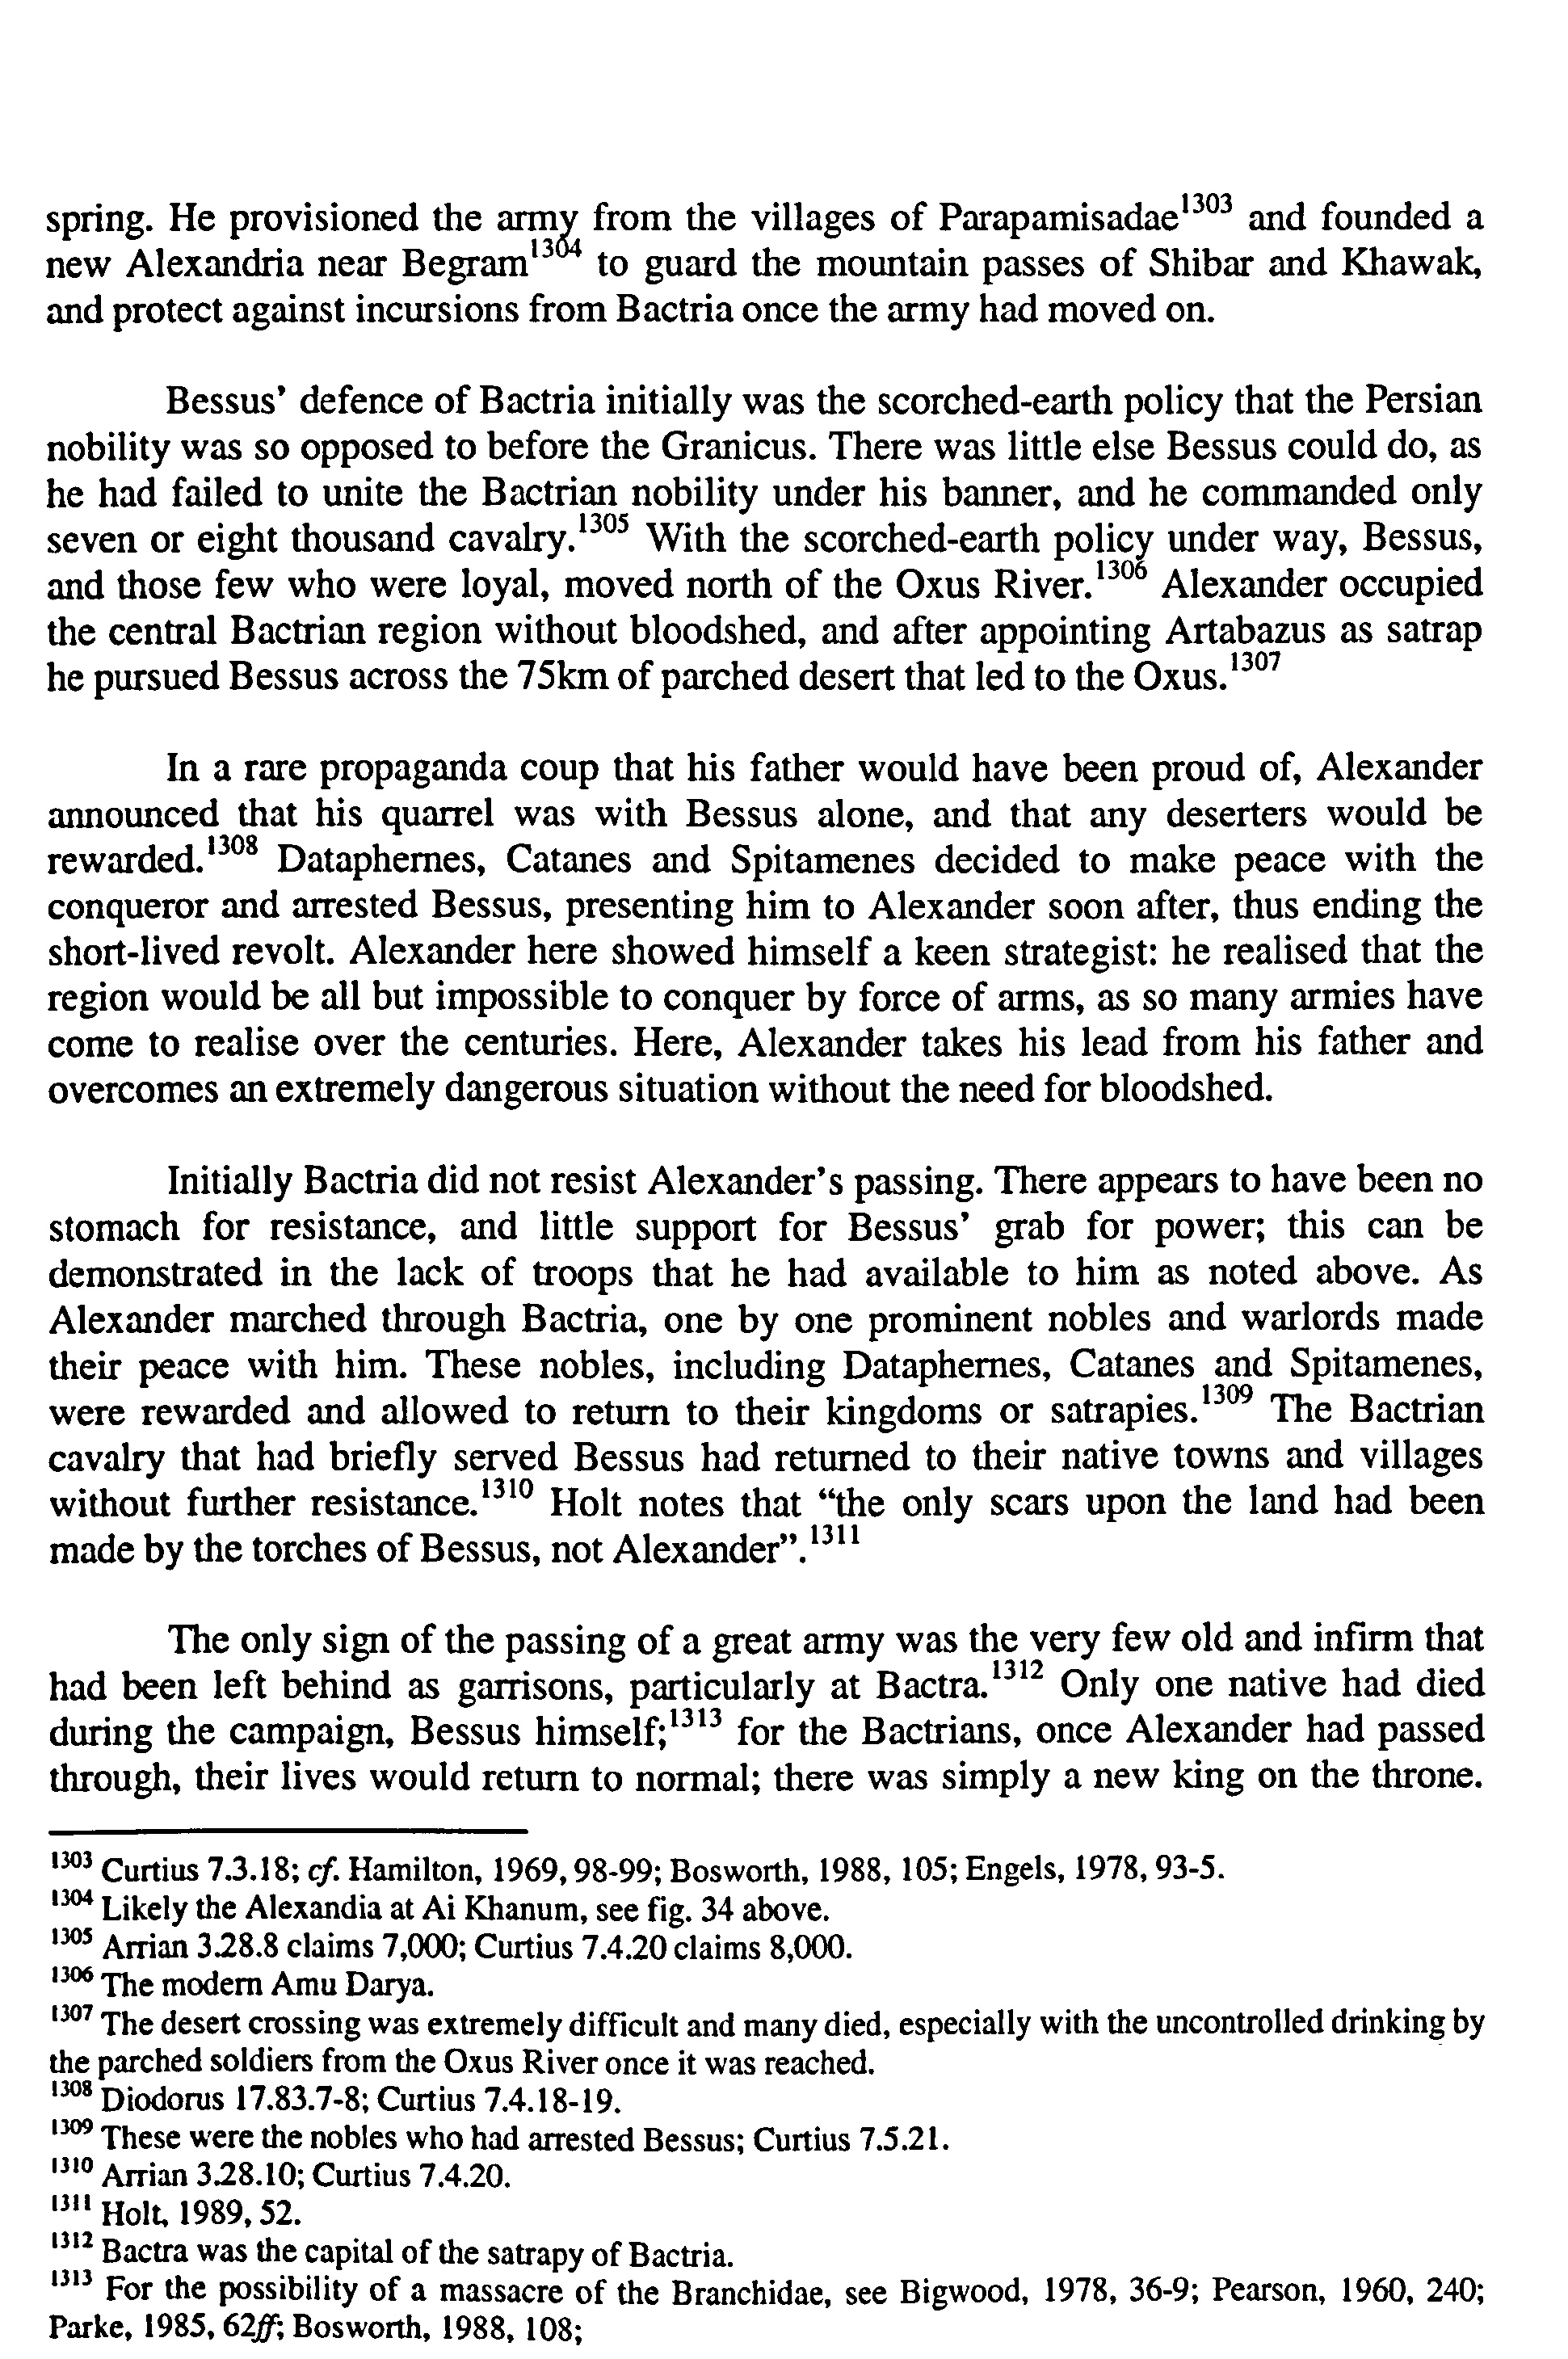 spring. He provisioned the army from the villages of Parapamisadae1303 and founded a
new Alexandria near Begram1304 to guard the mountain passes of Shibar and Khawak,
and protect against incursions from Bactria once the army had moved on.
Bessus' defence of Bactria initially was the scorched-earth policy that the Persian
nobility was so opposed to before the Granicus. There was little else Bessus could do, as
he had failed to unite the Bactrian nobility under his banner, and he commanded only
seven or eight thousand cavalry.1305 With the scorched-earth policy under way, Bessus,
and those few who were loyal, moved north of the Oxus River.1306 Alexander occupied
the central Bactrian region without bloodshed, and after appointing Artabazus as satrap
he pursued Bessus across the 75km of parched desert that led to the Oxus.1307
In a rare propaganda coup that his father would have been proud of, Alexander
announced that his quarrel was with Bessus alone, and that any deserters would be
rewarded.1308 Dataphernes, Catanes and Spitamenes decided to make peace with the
conqueror and arrested Bessus, presenting him to Alexander soon after, thus ending the
short-lived revolt. Alexander here showed himself a keen strategist: he realised that the
region would be all but impossible to conquer by force of arms, as so many armies have
come to realise over the centuries. Here, Alexander takes his lead from his father and
overcomes an extremely dangerous situation without the need for bloodshed.
Initially Bactria did not resist Alexander's passing. There appears to have been no
stomach for resistance, and little support for Bessus' grab for power; this can be
demonstrated in the lack of troops that he had available to him as noted above. As
Alexander marched through Bactria, one by one prominent nobles and warlords made
their peace with him. These nobles, including Dataphernes, Catanes and Spitamenes,
were rewarded and allowed to return to their kingdoms or satrapies.1309 The Bactrian
cavalry that had briefly served Bessus had returned to their native towns and villages
without further resistance.1310 Holt notes that “the only scars upon the land had been
made by the torches of Bessus, not Alexander”.1311
The only sign of the passing of a great army was the very few old and infirm that
had been left behind as garrisons, particularly at Bactra.1312 Only one native had died
during the campaign, Bessus himself;1313 for the Bactrians, once Alexander had passed
through, their lives would return to normal; there was simply a new king on the throne.
1303 Curtius 7.3.18; cf. Hamilton, 1969, 98-99; Bosworth, 1988, 105; Engels, 1978, 93-5.
1304 Likely the Alexandia at Ai Khanum, see fig. 34 above.
1305 Arrian 3.28.8 claims 7,000; Curtius 7.4.20 claims 8,000.
1306 The modern Amu Darya.
1307 The desert crossing was extremely difficult and many died, especially with the uncontrolled drinking by
the parched soldiers from the Oxus River once it was reached.
1308 Diodorus 17.83.7-8; Curtius 7.4.18-19.
1309 These were the nobles who had arrested Bessus; Curtius 7.5.21.
1310 Arrian 3.28.10; Curtius 7.4.20.
1311 Holt, 1989, 52.
1312 Bactra was the capital of the satrapy of Bactria.
1313 For the possibility of a massacre of the Branchidae, see Bigwood, 1978, 36-9; Pearson, 1960, 240;
Parke, 1985, 62ff; Bosworth, 1988, 108;